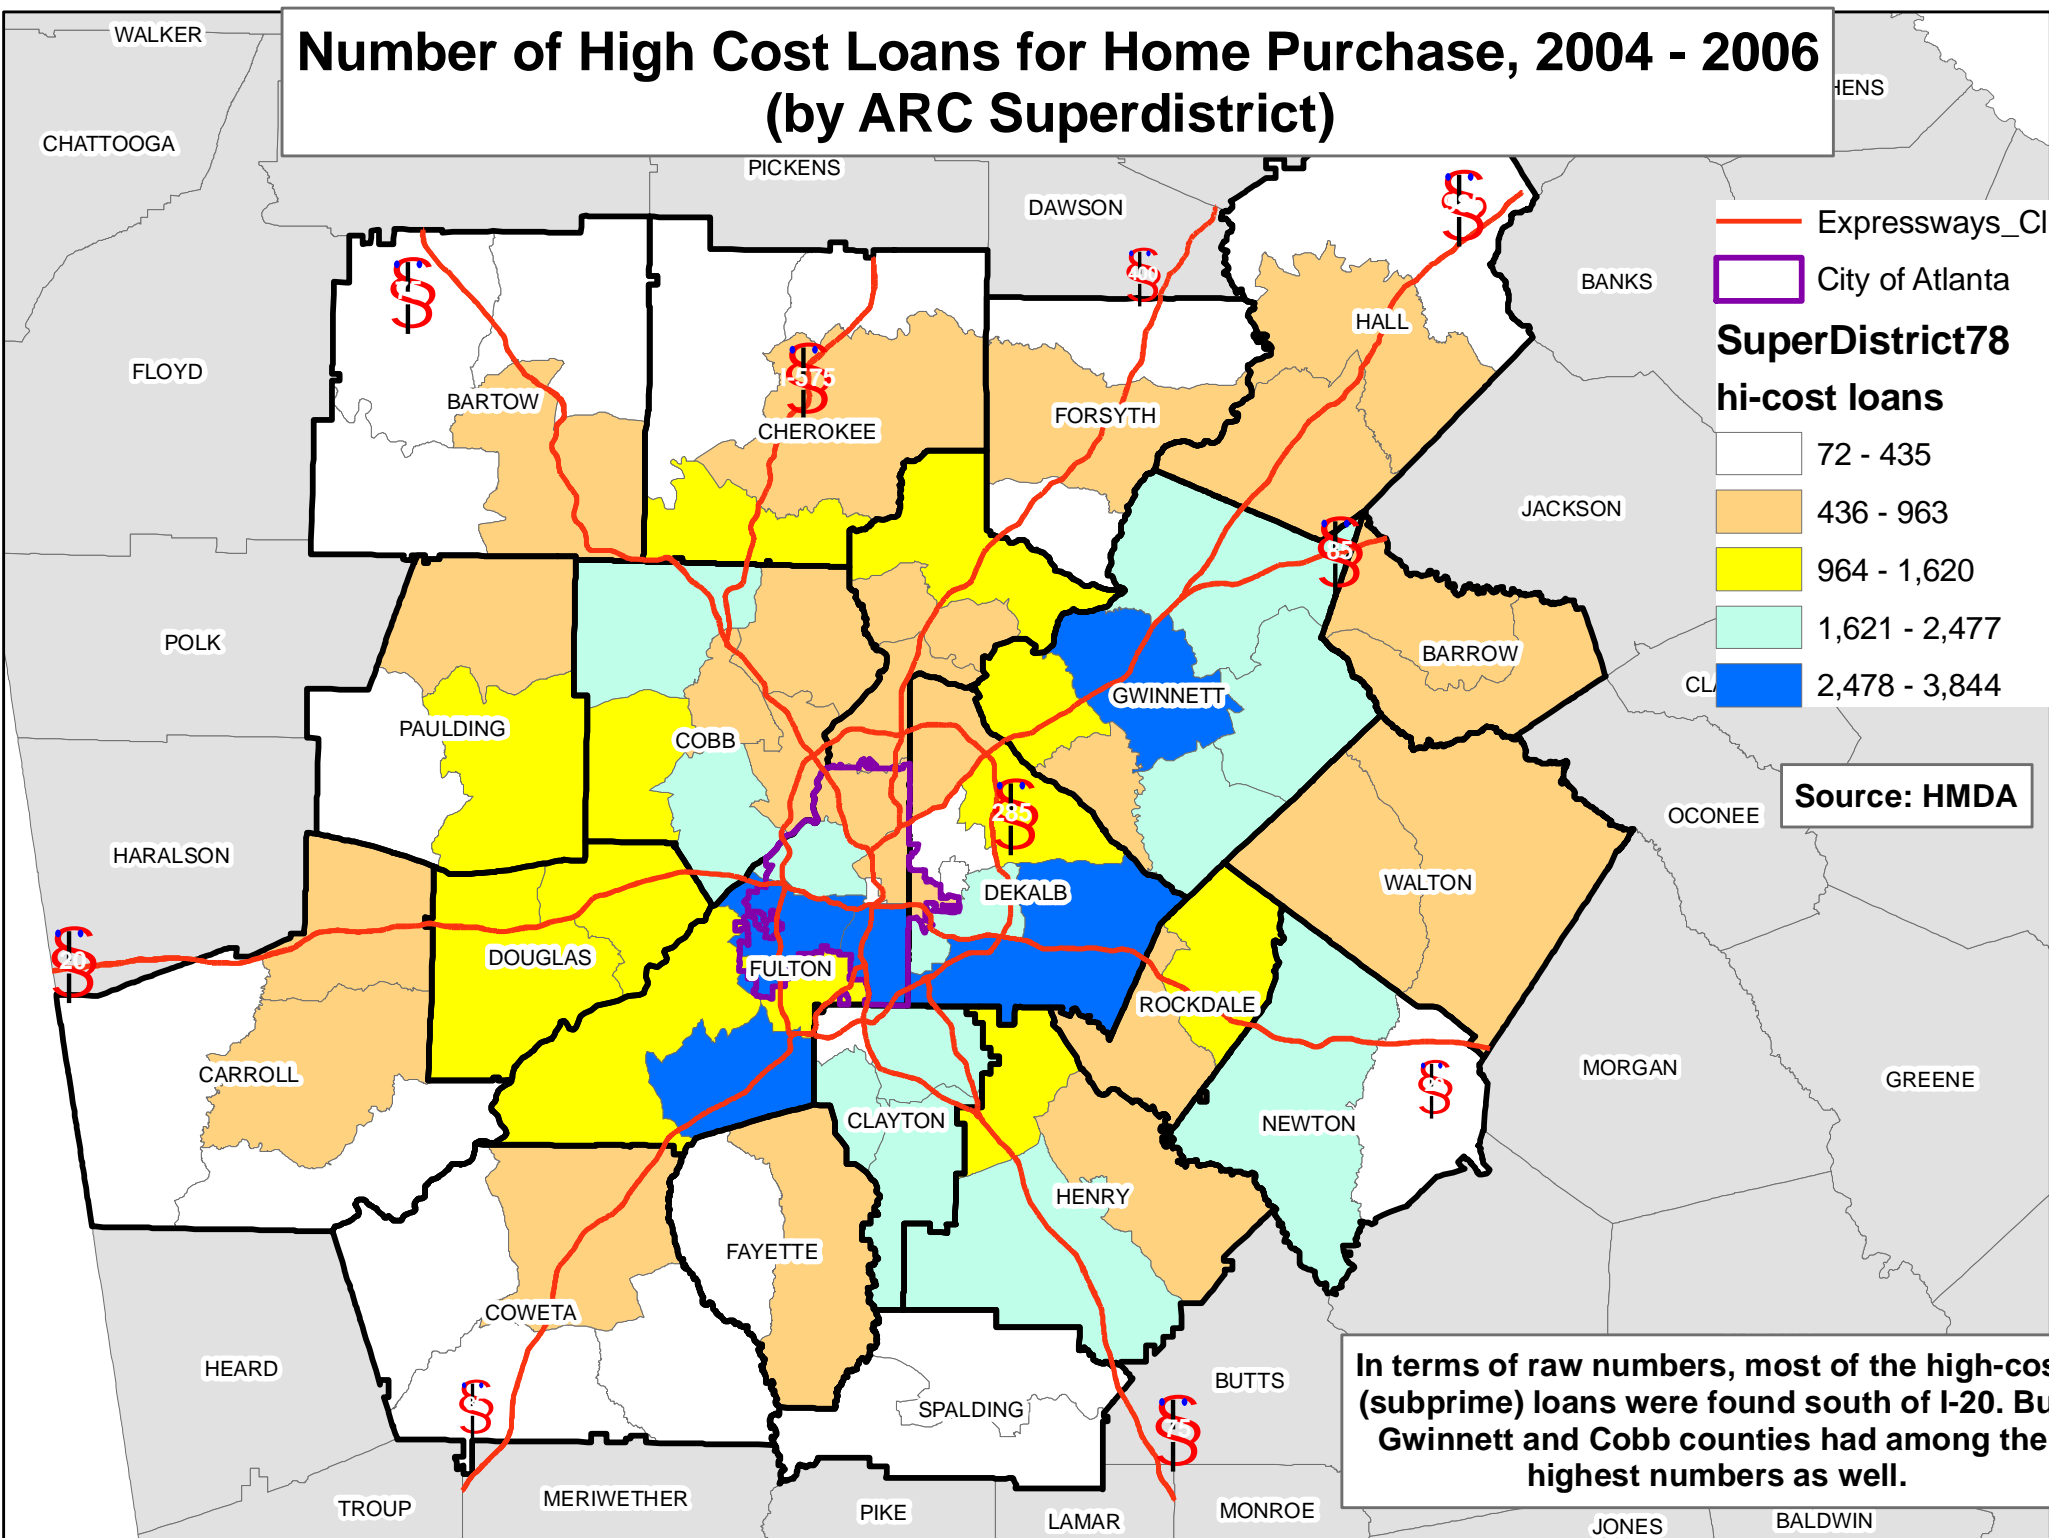 Number of High Cost Loans for Home Purchase, 2004 - 2006
(by ARC Superdistrict)
WALKER
HENS
CHATTOOGA
PICKENS
DAWSON
Expressways_Cl
400
BANKS
City of Atlanta
HALL
SuperDistrict78
FLOYD
I-575
hi-cost loans
BARTOW
FORSYTH
CHEROKEE
72 - 435
JACKSON
436 - 963
85
964 - 1,620
POLK
1,621 - 2,477
BARROW
CLA
2,478 - 3,844
GWINNETT
PAULDING
COBB
Source: HMDA
285
OCONEE
HARALSON
WALTON
DEKALB
20
DOUGLAS
FULTON
ROCKDALE
CARROLL
MORGAN
GREENE
CLAYTON
NEWTON
HENRY
FAYETTE
COWETA
HEARD
BUTTS
In terms of raw numbers, most of the high-cos
(subprime) loans were found south of I-20. Bu
Gwinnett and Cobb counties had among the
highest numbers as well.
SPALDING
75
TROUP
MERIWETHER
PIKE
LAMAR
MONROE
JONES
BALDWIN